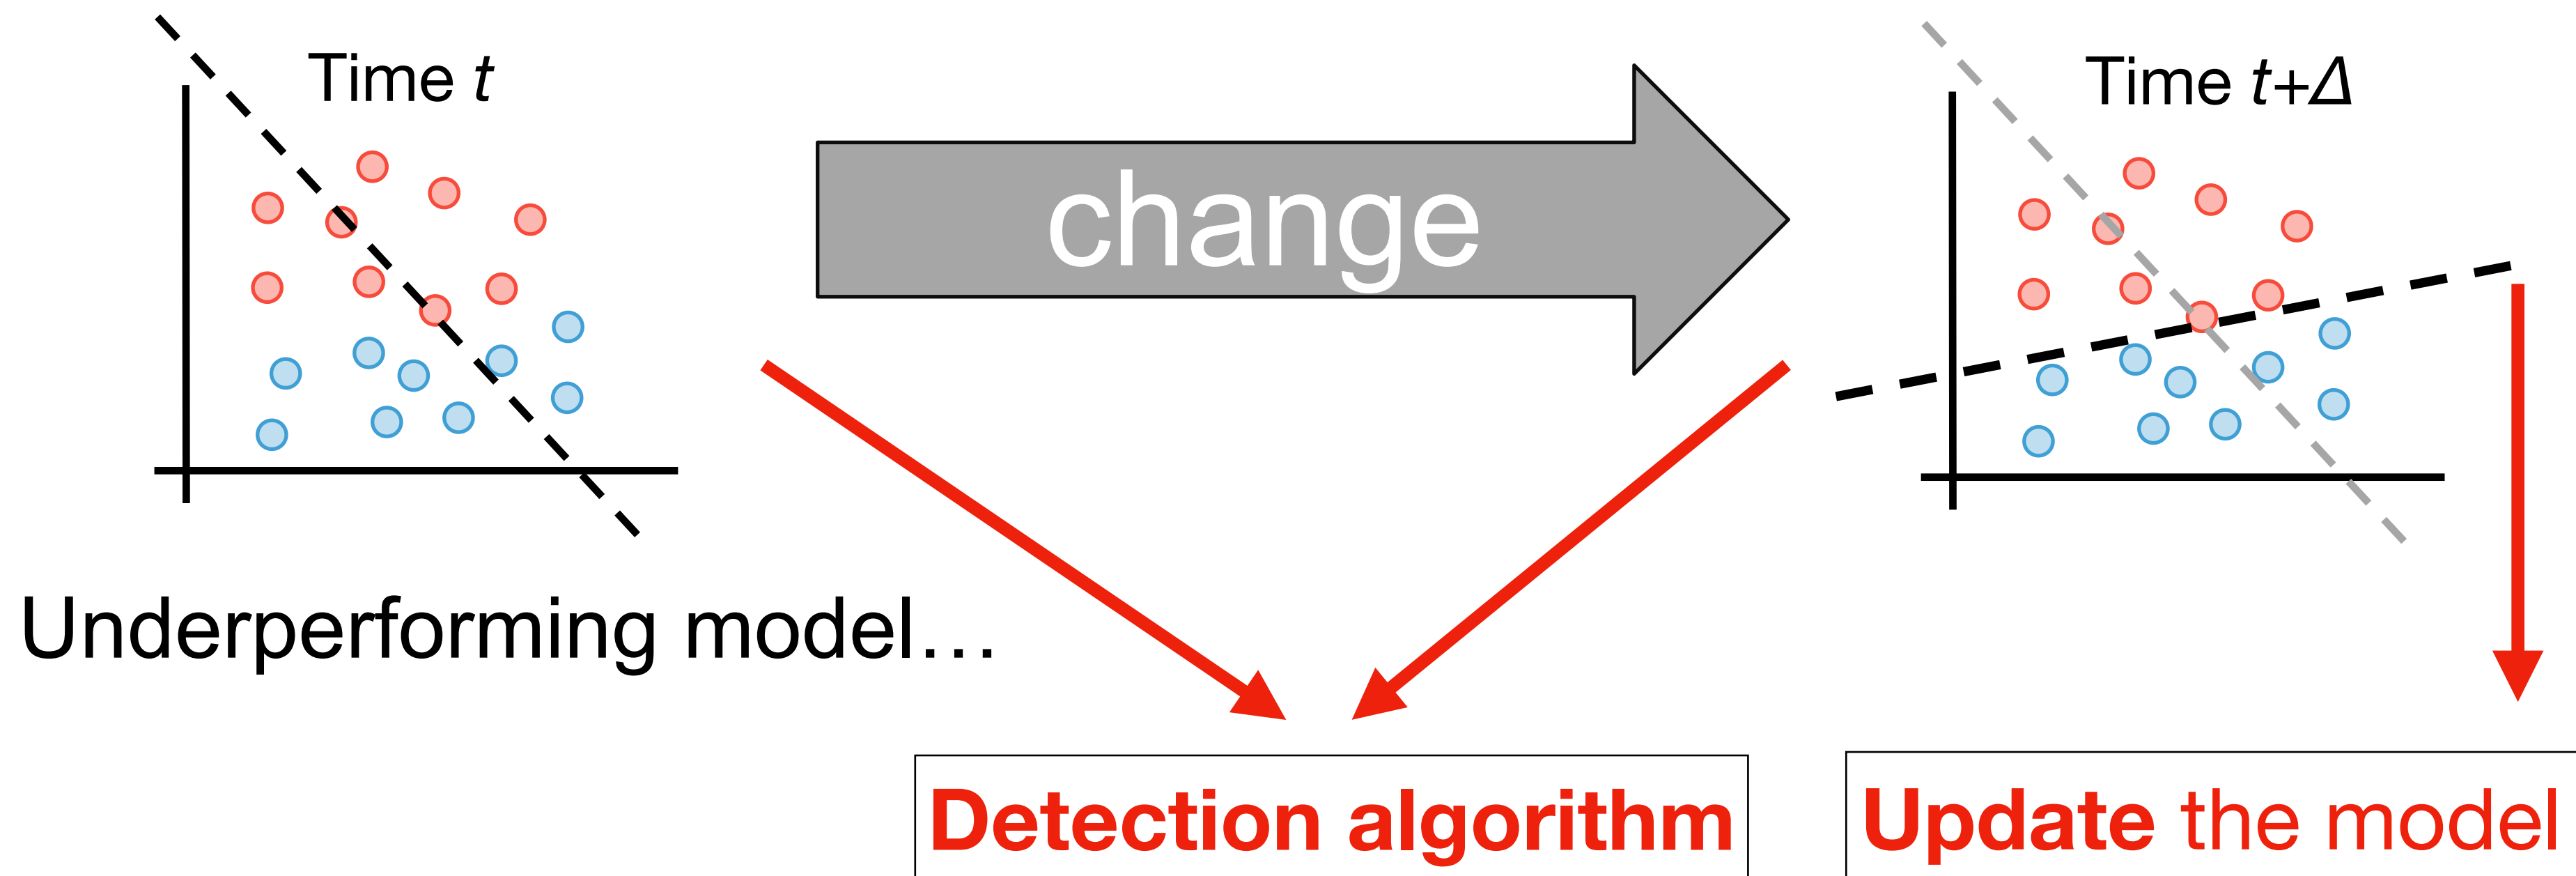 Time t
Time t+Δ
change
Underperforming model…
Detection algorithm
Update the model